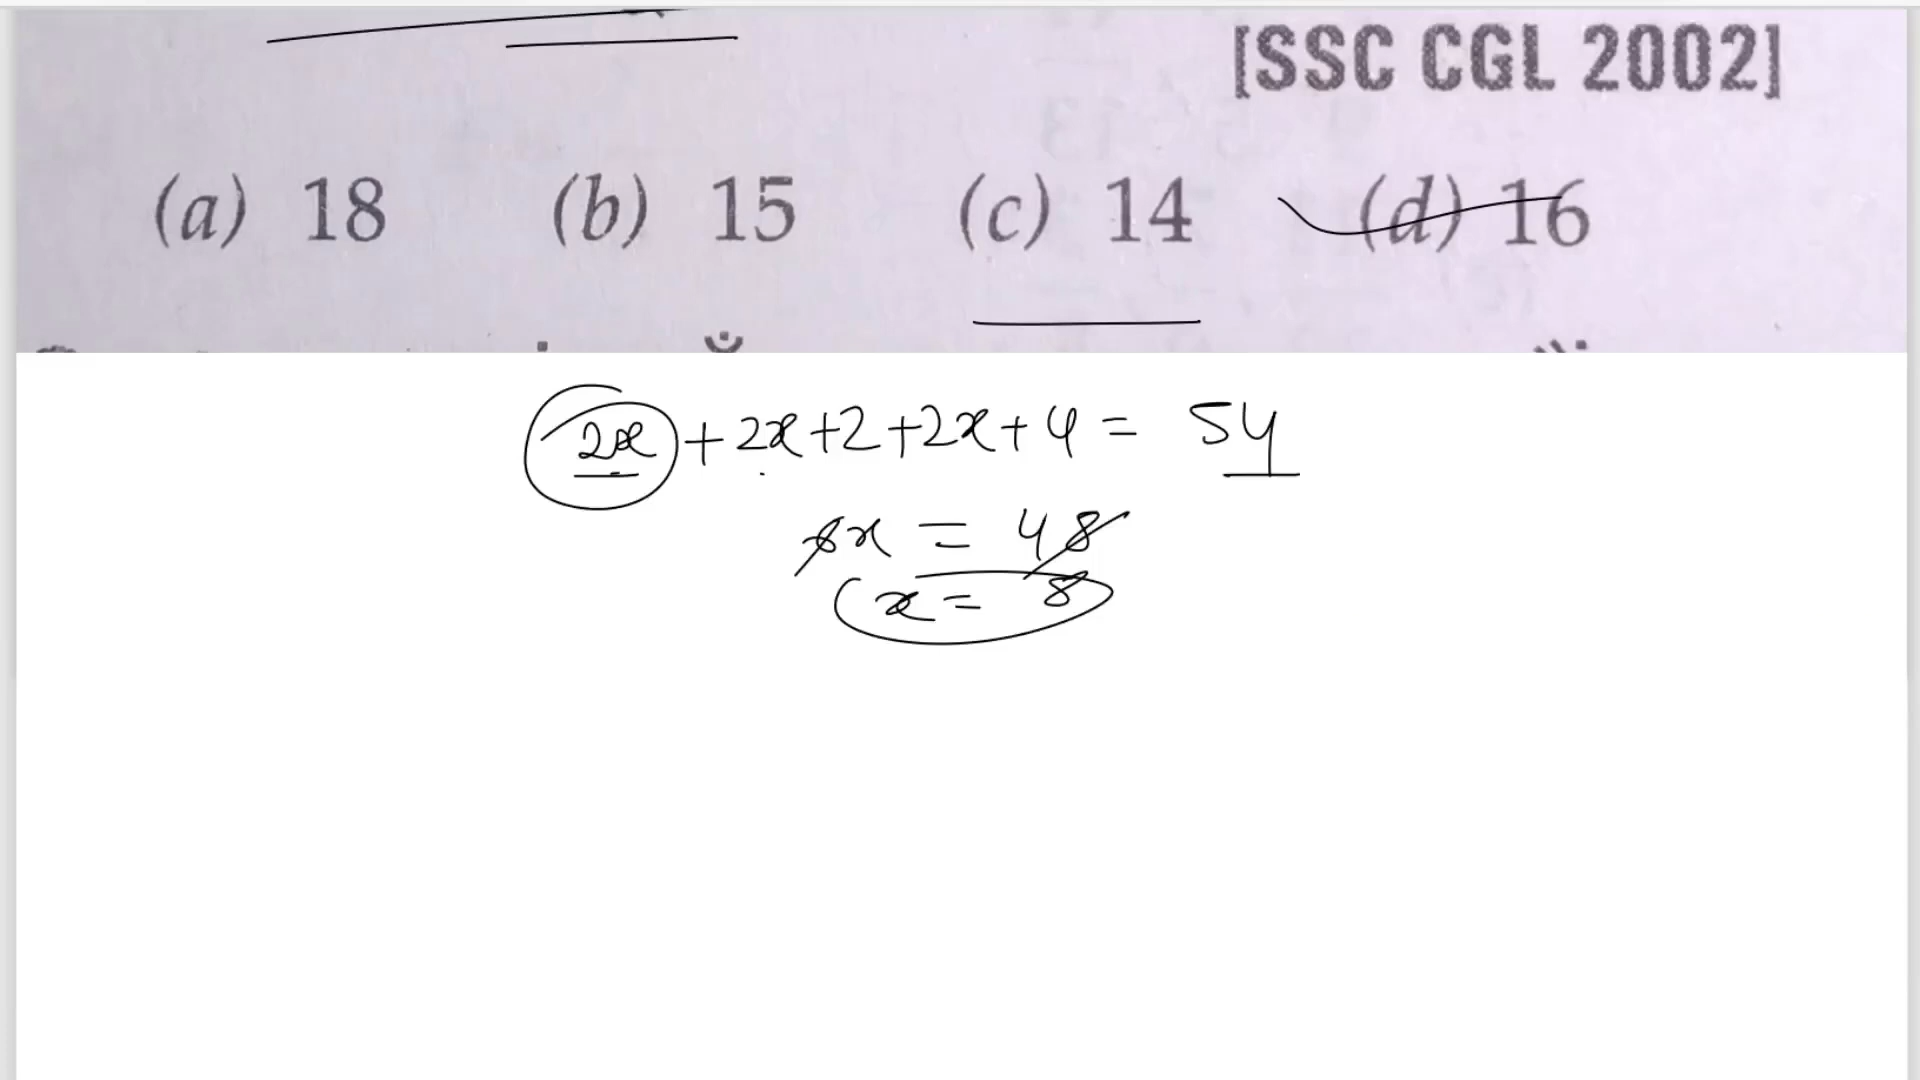 [SSC CGL 2002]
(a) 18 (b) 15 (c) 14 (d) 16
2x + 2x + 2 + 2x + 4 = 54
6x = 48
x = 8